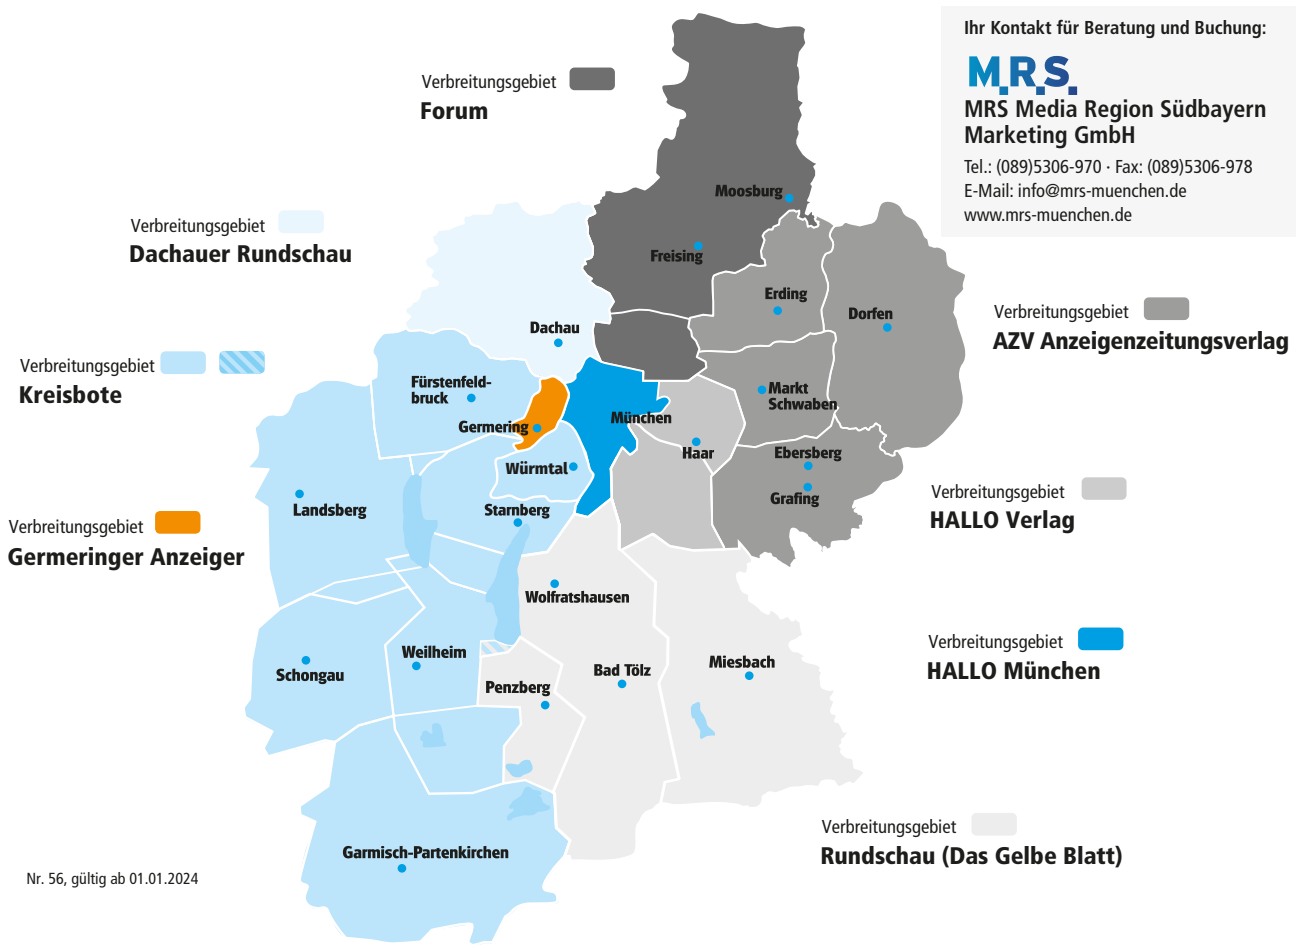 Ihr Kontakt für Beratung und Buchung:
M.R.S.
MRS Media Region Südbayern
Marketing GmbH
Tel.: (089)5306-970 · Fax: (089)5306-978
E-Mail: info@mrs-muenchen.de
www.mrs-muenchen.de
Verbreitungsgebiet
Forum
Verbreitungsgebiet
Dachauer Rundschau
Verbreitungsgebiet
Kreisbote
Verbreitungsgebiet
Germeringer Anzeiger
Verbreitungsgebiet
AZV Anzeigenzeitungsverlag
Verbreitungsgebiet
HALLO Verlag
Verbreitungsgebiet
HALLO München
Verbreitungsgebiet
Rundschau (Das Gelbe Blatt)
Moosburg
Freising
Erding
Dorfen
Dachau
Fürstenfeld-
bruck
Germering
München
Markt
Schwaben
Haar
Ebersberg
Grafing
Würmtal
Landsberg
Starnberg
Wolfratshausen
Weilheim
Schongau
Penzberg
Bad Tölz
Miesbach
Garmisch-Partenkirchen
Nr. 56, gültig ab 01.01.2024